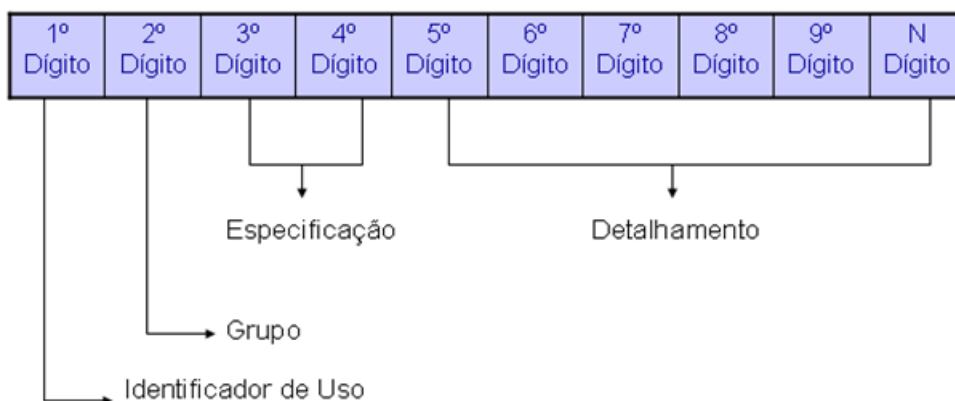 1º 2º 3º 4º 5º 6º 7º 8º 9º N
Dígito Dígito Dígito Dígito Dígito Dígito Dígito Dígito Dígito Dígito
Especificação Detalhamento
Grupo
Identificador de Uso